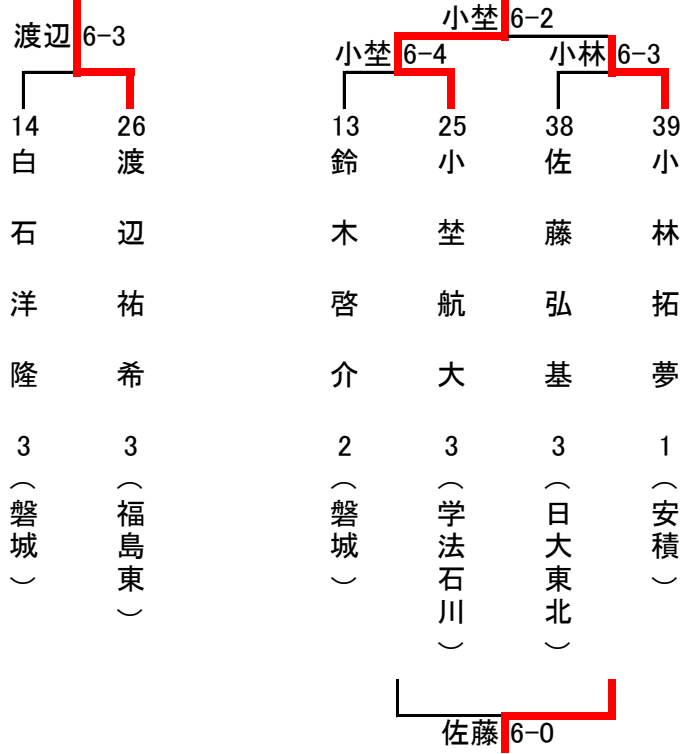 小埜 6-2
渡辺 6-3
小埜 6-4
小林 6-3
14
白石洋隆
3
（磐城）
26
渡辺祐希
3
（福島東）
13
鈴木啓介
2
（磐城）
25
小埜航大
3
（学法石川）
38
佐藤弘基
3
（日大東北）
39
小林拓夢
1
（安積）
佐藤 6-0